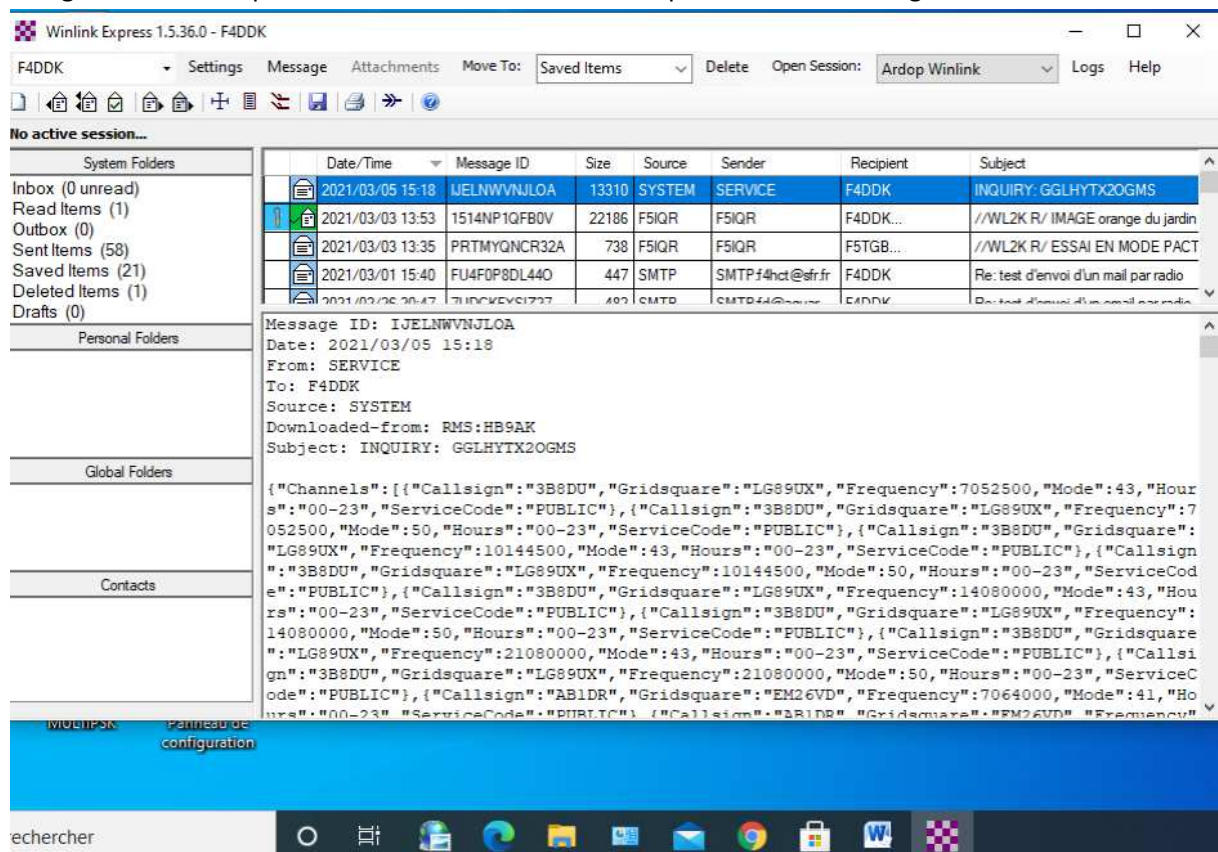 Winlink Express 1.5.36.0 - F4DDK
F4DDK Settings Message Attachments Move To: Saved Items Delete Open Session: Ardop Winlink Logs Help
No active session...
System Folders
Inbox (0 unread)
Read Items (1)
Outbox (0)
Sent Items (58)
Saved Items (21)
Deleted Items (1)
Drafts (0)
Personal Folders
Global Folders
Contacts
Date/Time Message ID Size Source Sender Recipient Subject
2021/03/05 15:18 IJELNWVNJLOA 13310 SYSTEM SERVICE F4DDK INQUIRY: GGLHYTX2OGMS
2021/03/03 13:53 1514NP1QFB0V 22186 F5IQR F5IQR F4DDK... //WL2K R/ IMAGE orange du jardin
2021/03/03 13:35 PRTMYQNCR32A 738 F5IQR F5IQR F5TGB... //WL2K R/ ESSAI EN MODE PACT
2021/03/01 15:40 FU4F0P8DL44O 447 SMTP SMTP:f4hct@sfr.fr F4DDK Re: test d'envoi d'un mail par radio
Message ID: IJELNWVNJLOA
Date: 2021/03/05 15:18
From: SERVICE
To: F4DDK
Source: SYSTEM
Downloaded-from: RMS:HB9AK
Subject: INQUIRY: GGLHYTX2OGMS
{"Channels":[{"Callsign":"3B8DU","Gridsquare":"LG89UX","Frequency":7052500,"Mode":43,"Hour
s":"00-23","ServiceCode":"PUBLIC"},{"Callsign":"3B8DU","Gridsquare":"LG89UX","Frequency":7
052500,"Mode":50,"Hours":"00-23","ServiceCode":"PUBLIC"},{"Callsign":"3B8DU","Gridsquare":
"LG89UX","Frequency":10144500,"Mode":43,"Hours":"00-23","ServiceCode":"PUBLIC"},{"Callsign
":"3B8DU","Gridsquare":"LG89UX","Frequency":10144500,"Mode":50,"Hours":"00-23","ServiceCod
e":"PUBLIC"},{"Callsign":"3B8DU","Gridsquare":"LG89UX","Frequency":14080000,"Mode":43,"Hou
rs":"00-23","ServiceCode":"PUBLIC"},{"Callsign":"3B8DU","Gridsquare":"LG89UX","Frequency":
14080000,"Mode":50,"Hours":"00-23","ServiceCode":"PUBLIC"},{"Callsign":"3B8DU","Gridsquare
":"LG89UX","Frequency":21080000,"Mode":43,"Hours":"00-23","ServiceCode":"PUBLIC"},{"Callsi
gn":"3B8DU","Gridsquare":"LG89UX","Frequency":21080000,"Mode":50,"Hours":"00-23","ServiceC
ode":"PUBLIC"},{"Callsign":"AB1DR","Gridsquare":"EM26VD","Frequency":7064000,"Mode":41,"Ho
urs":"00-23","ServiceCode":"PUBLIC"},{"Callsign":"AB1DR","Gridsquare":"EM26VD","Frequency"
MULTIPSK Panneau de
configuration
echercher